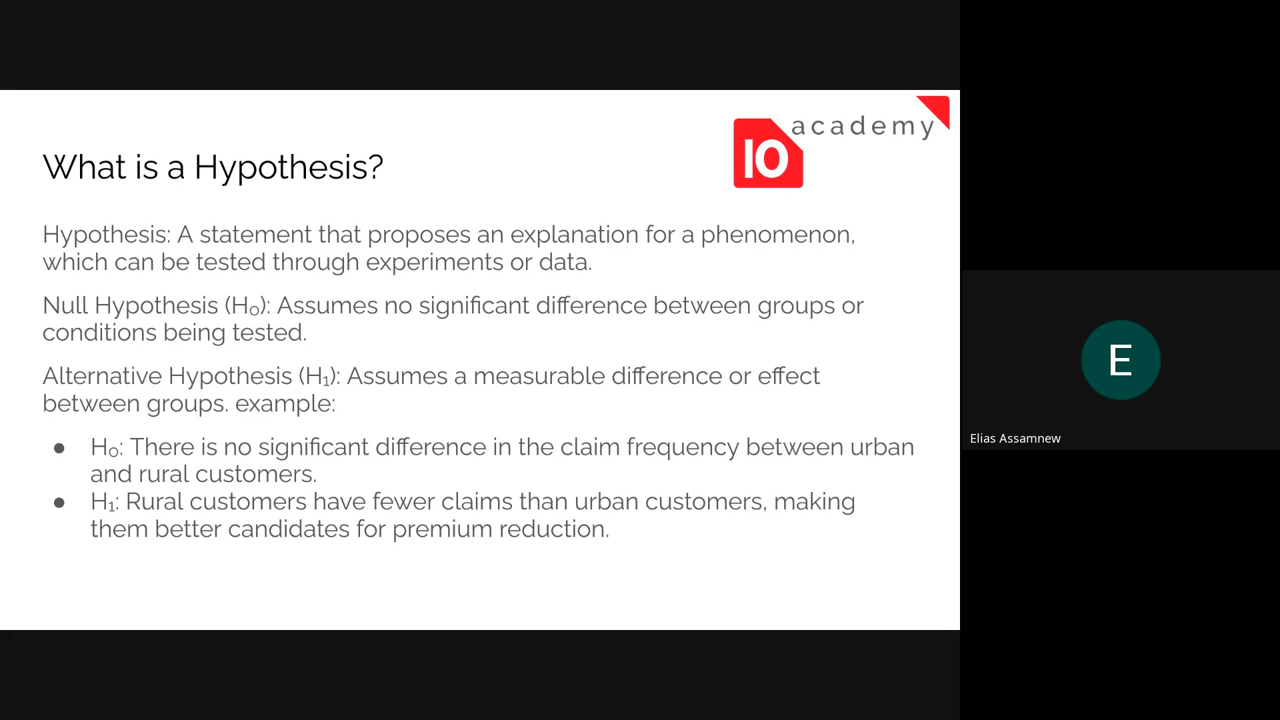 academy
10
What is a Hypothesis?
Hypothesis: A statement that proposes an explanation for a phenomenon,
which can be tested through experiments or data.
Null Hypothesis (H₀): Assumes no significant difference between groups or
conditions being tested.
Alternative Hypothesis (H₁): Assumes a measurable difference or effect
between groups. example:
● H₀: There is no significant difference in the claim frequency between urban
and rural customers.
● H₁: Rural customers have fewer claims than urban customers, making
them better candidates for premium reduction.
E
Elias Assamnew